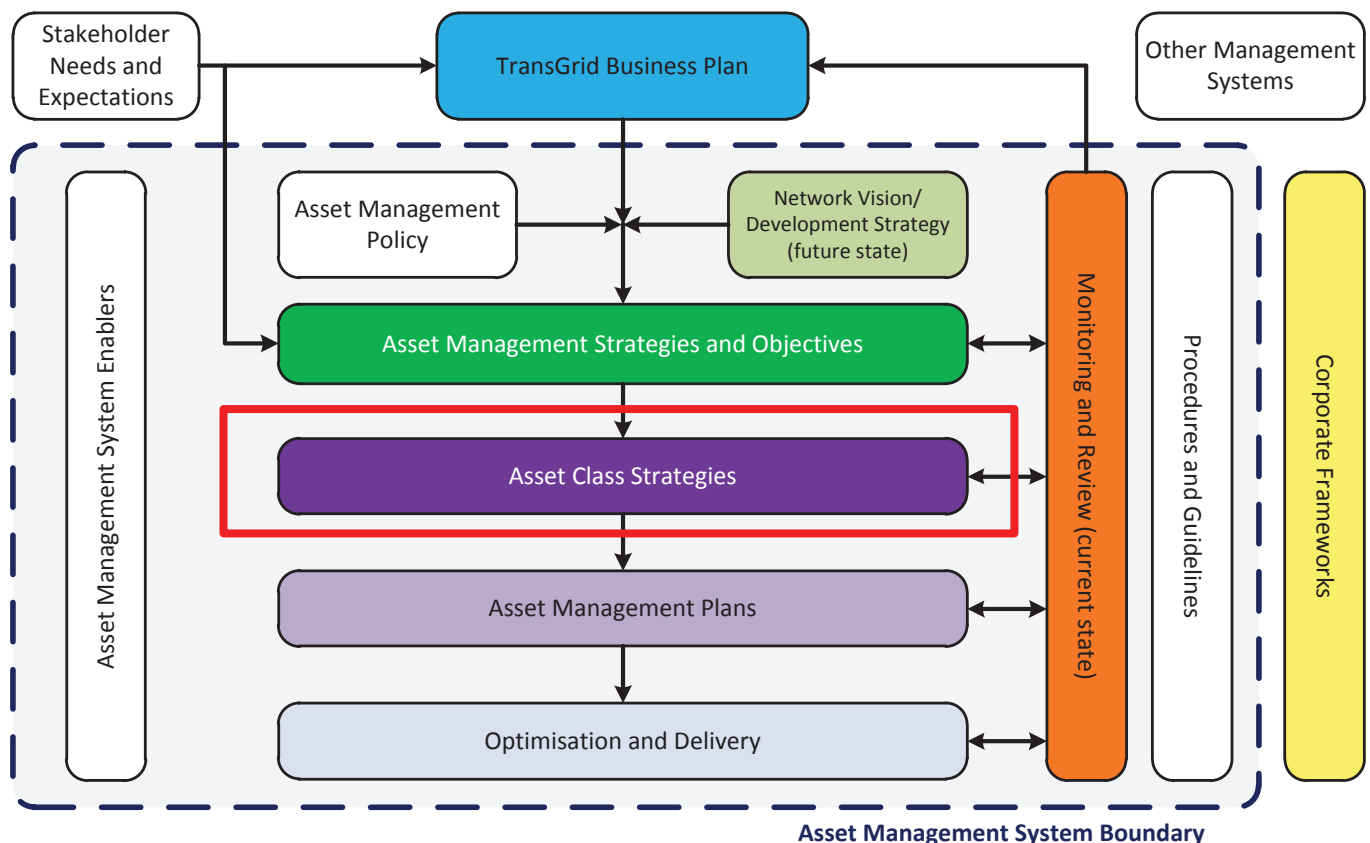 Stakeholder
Needs and
Expectations
TransGrid Business Plan
Other Management
Systems
Asset Management System Enablers
Asset Management
Policy
Network Vision/
Development Strategy
(future state)
Asset Management Strategies and Objectives
Asset Class Strategies
Asset Management Plans
Optimisation and Delivery
Monitoring and Review (current state)
Procedures and Guidelines
Corporate Frameworks
Asset Management System Boundary